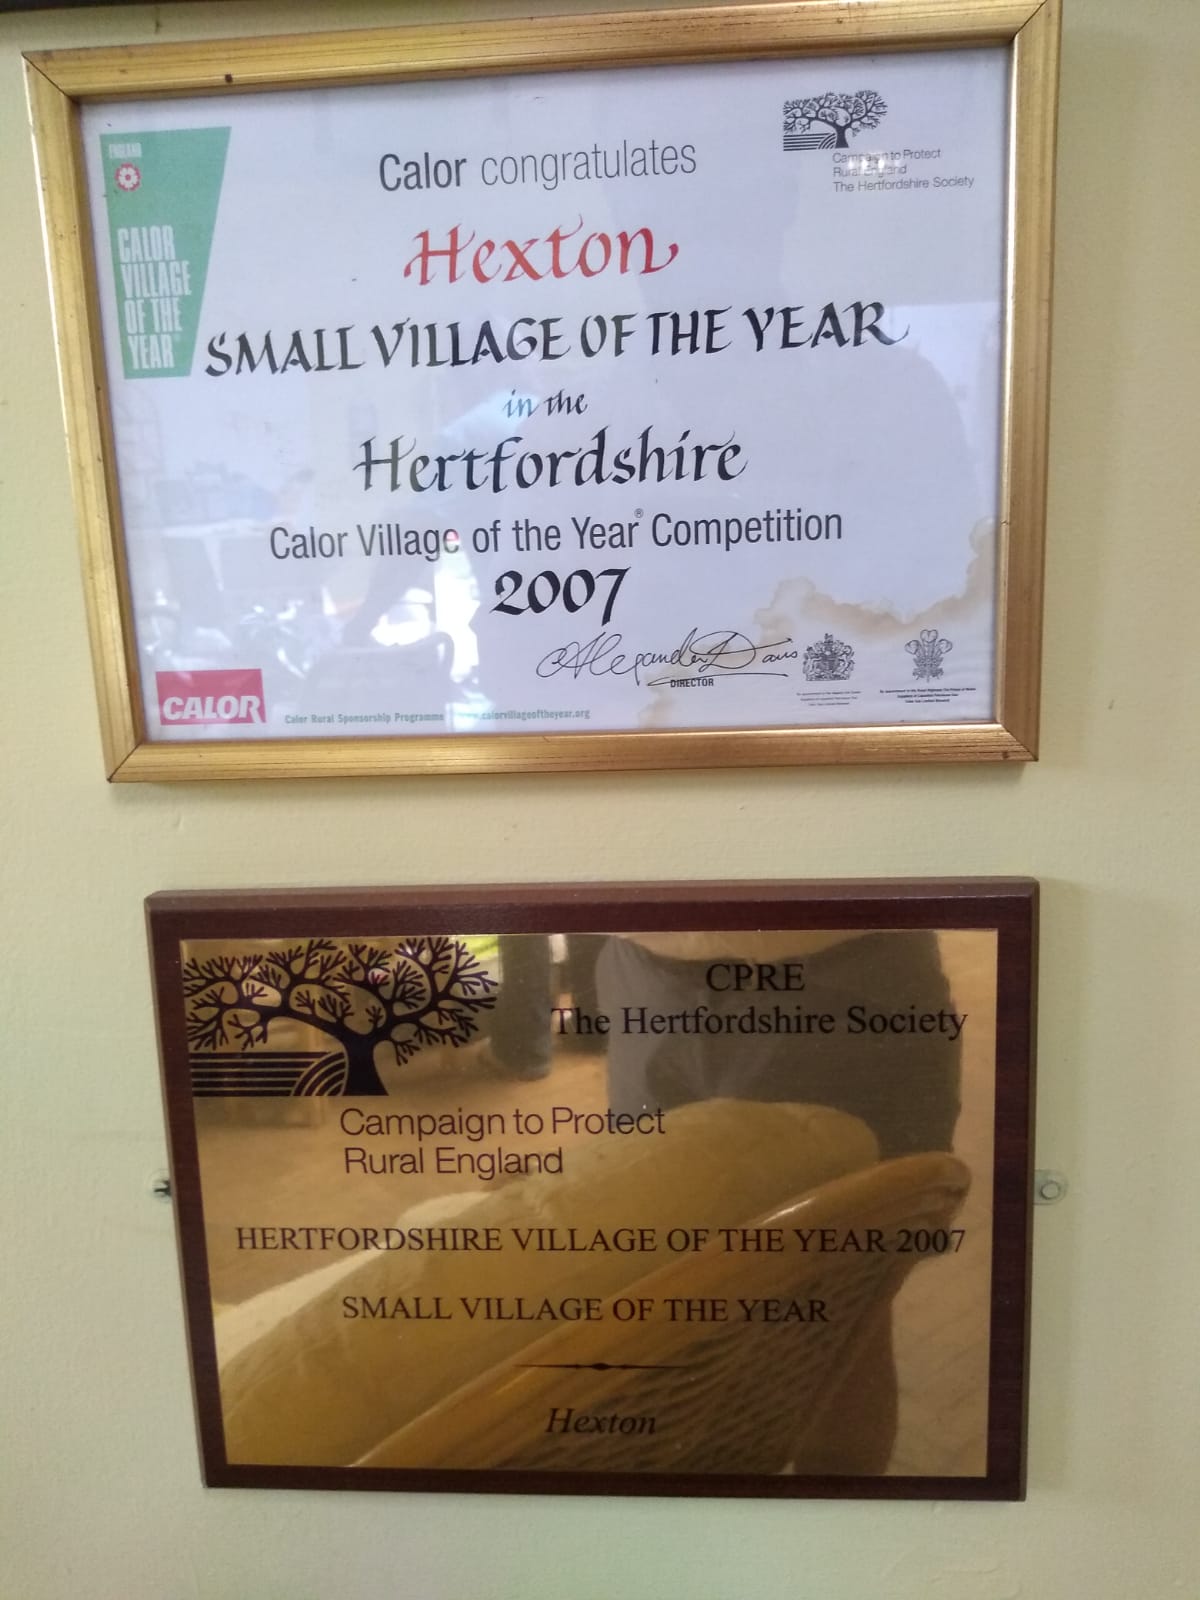 ENGLAND
CALOR
VILLAGE
OF THE
YEAR
Calor congratulates
Campaign to Protect
Rural England
The Hertfordshire Society
Hexton
SMALL VILLAGE OF THE YEAR
in the
Hertfordshire
Calor Village of the Year® Competition
2007
DIRECTOR
CALOR
Calor Rural Sponsorship Programme www.calorvillageoftheyear.org
CPRE
The Hertfordshire Society
Campaign to Protect
Rural England
HERTFORDSHIRE VILLAGE OF THE YEAR 2007
SMALL VILLAGE OF THE YEAR
Hexton